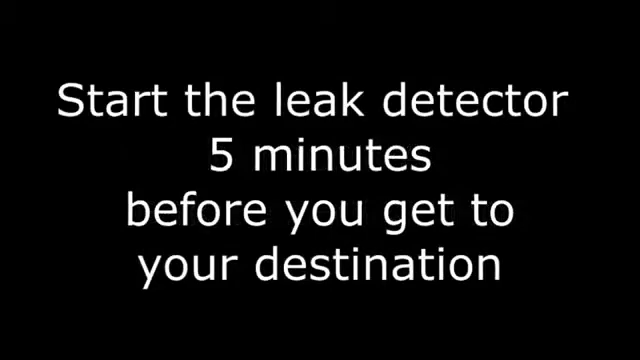 Start the leak detector
5 minutes
before you get to
your destination